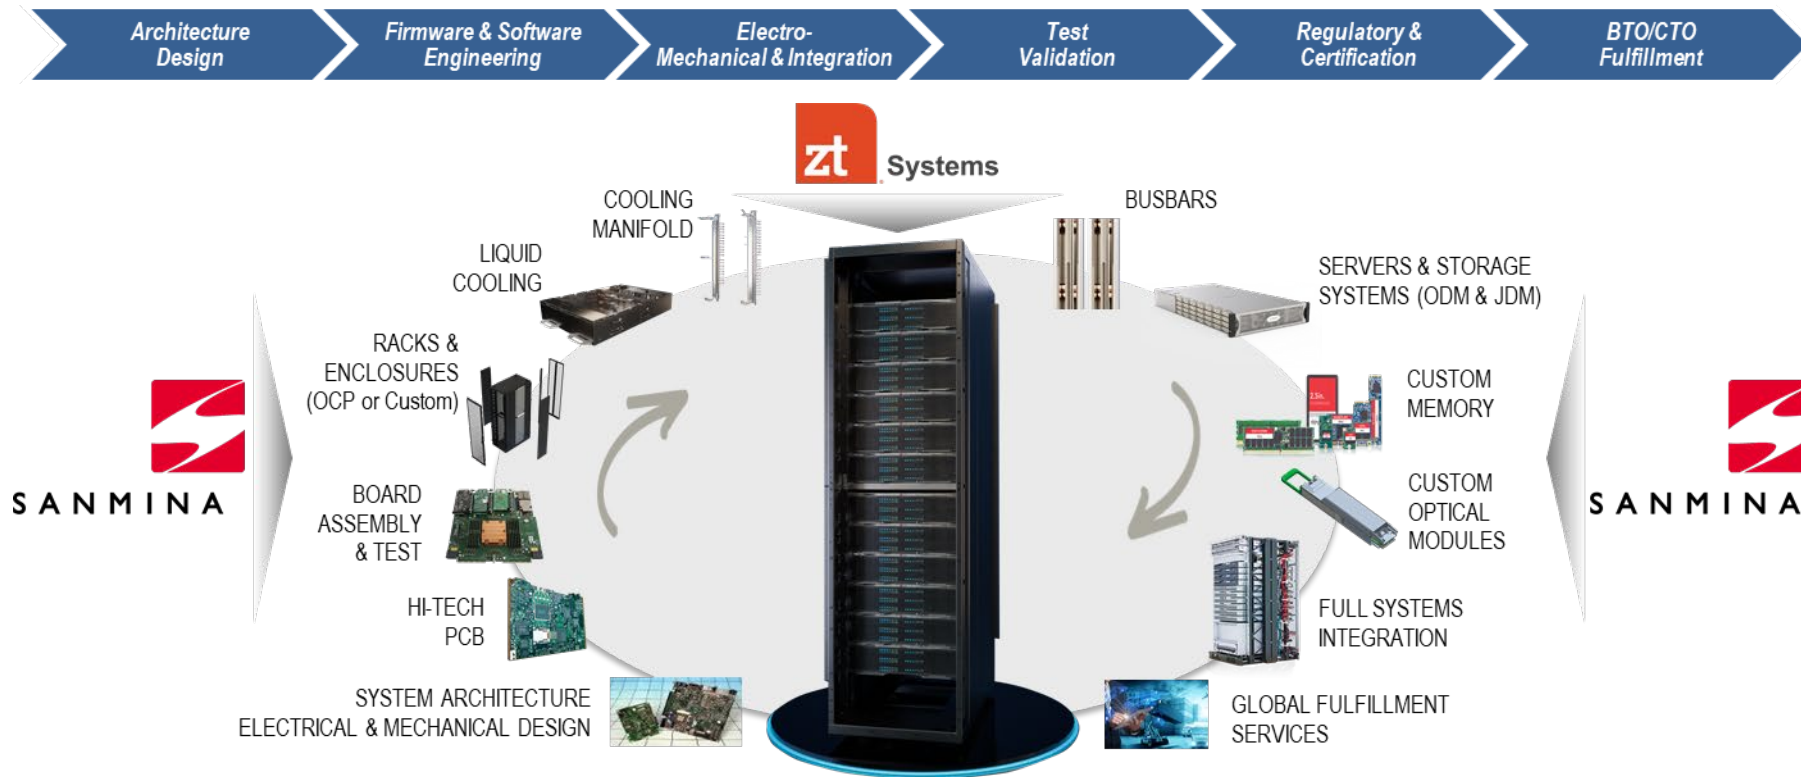 Architecture
Design
Firmware & Software
Engineering
Electro-
Mechanical & Integration
Test
Validation
Regulatory &
Certification
BTO/CTO
Fulfillment
zt Systems
COOLING
MANIFOLD
BUSBARS
LIQUID
COOLING
SERVERS & STORAGE
SYSTEMS (ODM & JDM)
RACKS &
ENCLOSURES
(OCP or Custom)
CUSTOM
MEMORY
SANMINA
SANMINA
BOARD
ASSEMBLY
& TEST
CUSTOM
OPTICAL
MODULES
HI-TECH
PCB
FULL SYSTEMS
INTEGRATION
SYSTEM ARCHITECTURE
ELECTRICAL & MECHANICAL DESIGN
GLOBAL FULFILLMENT
SERVICES